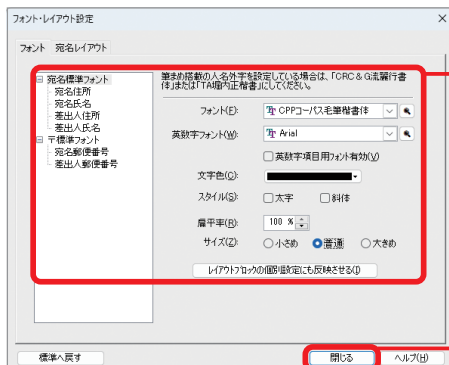 フォント・レイアウト設定
フォント 宛名レイアウト
宛名標準フォント
宛名住所
宛名氏名
差出人住所
差出人氏名
〒標準フォント
宛名郵便番号
差出人郵便番号
筆まめ搭載の人名外字を設定している場合は、「CRC&G流麗行書
体」または「TA堀内正楷書」にしてください。
フォント(F): CPPコーパス毛筆楷書体
英数字フォント(W): Arial
英数字項目用フォント有効(V)
文字色(C):
スタイル(S): 太字 斜体
扁平率(R): 100 %
サイズ(Z): 小さめ 普通 大きめ
レイアウトブロックの個別設定にも反映させる(I)
標準へ戻す 閉じる ヘルプ(H)